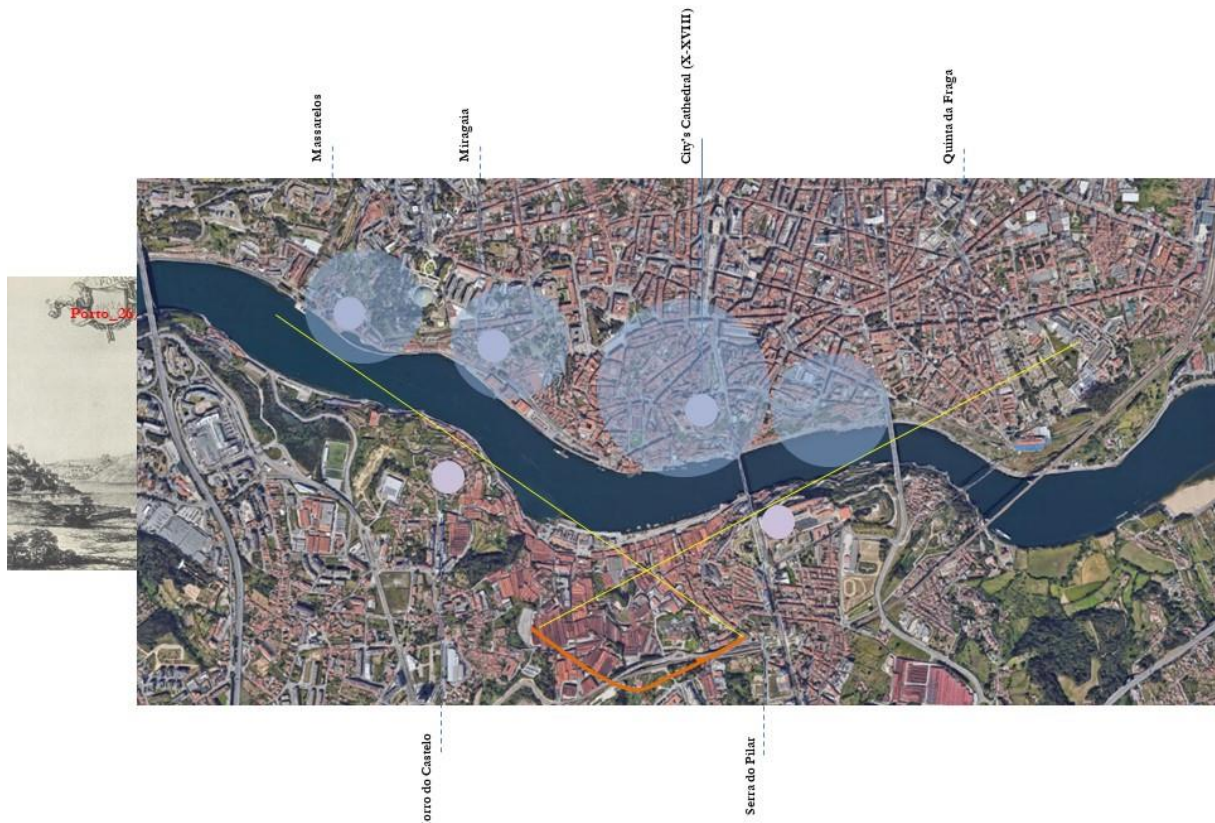 Massarelos
Miragaia
City's Cathedral (X-XVIII)
Quinta da Fraga
Porto_26
orro do Castelo
Serra do Pilar